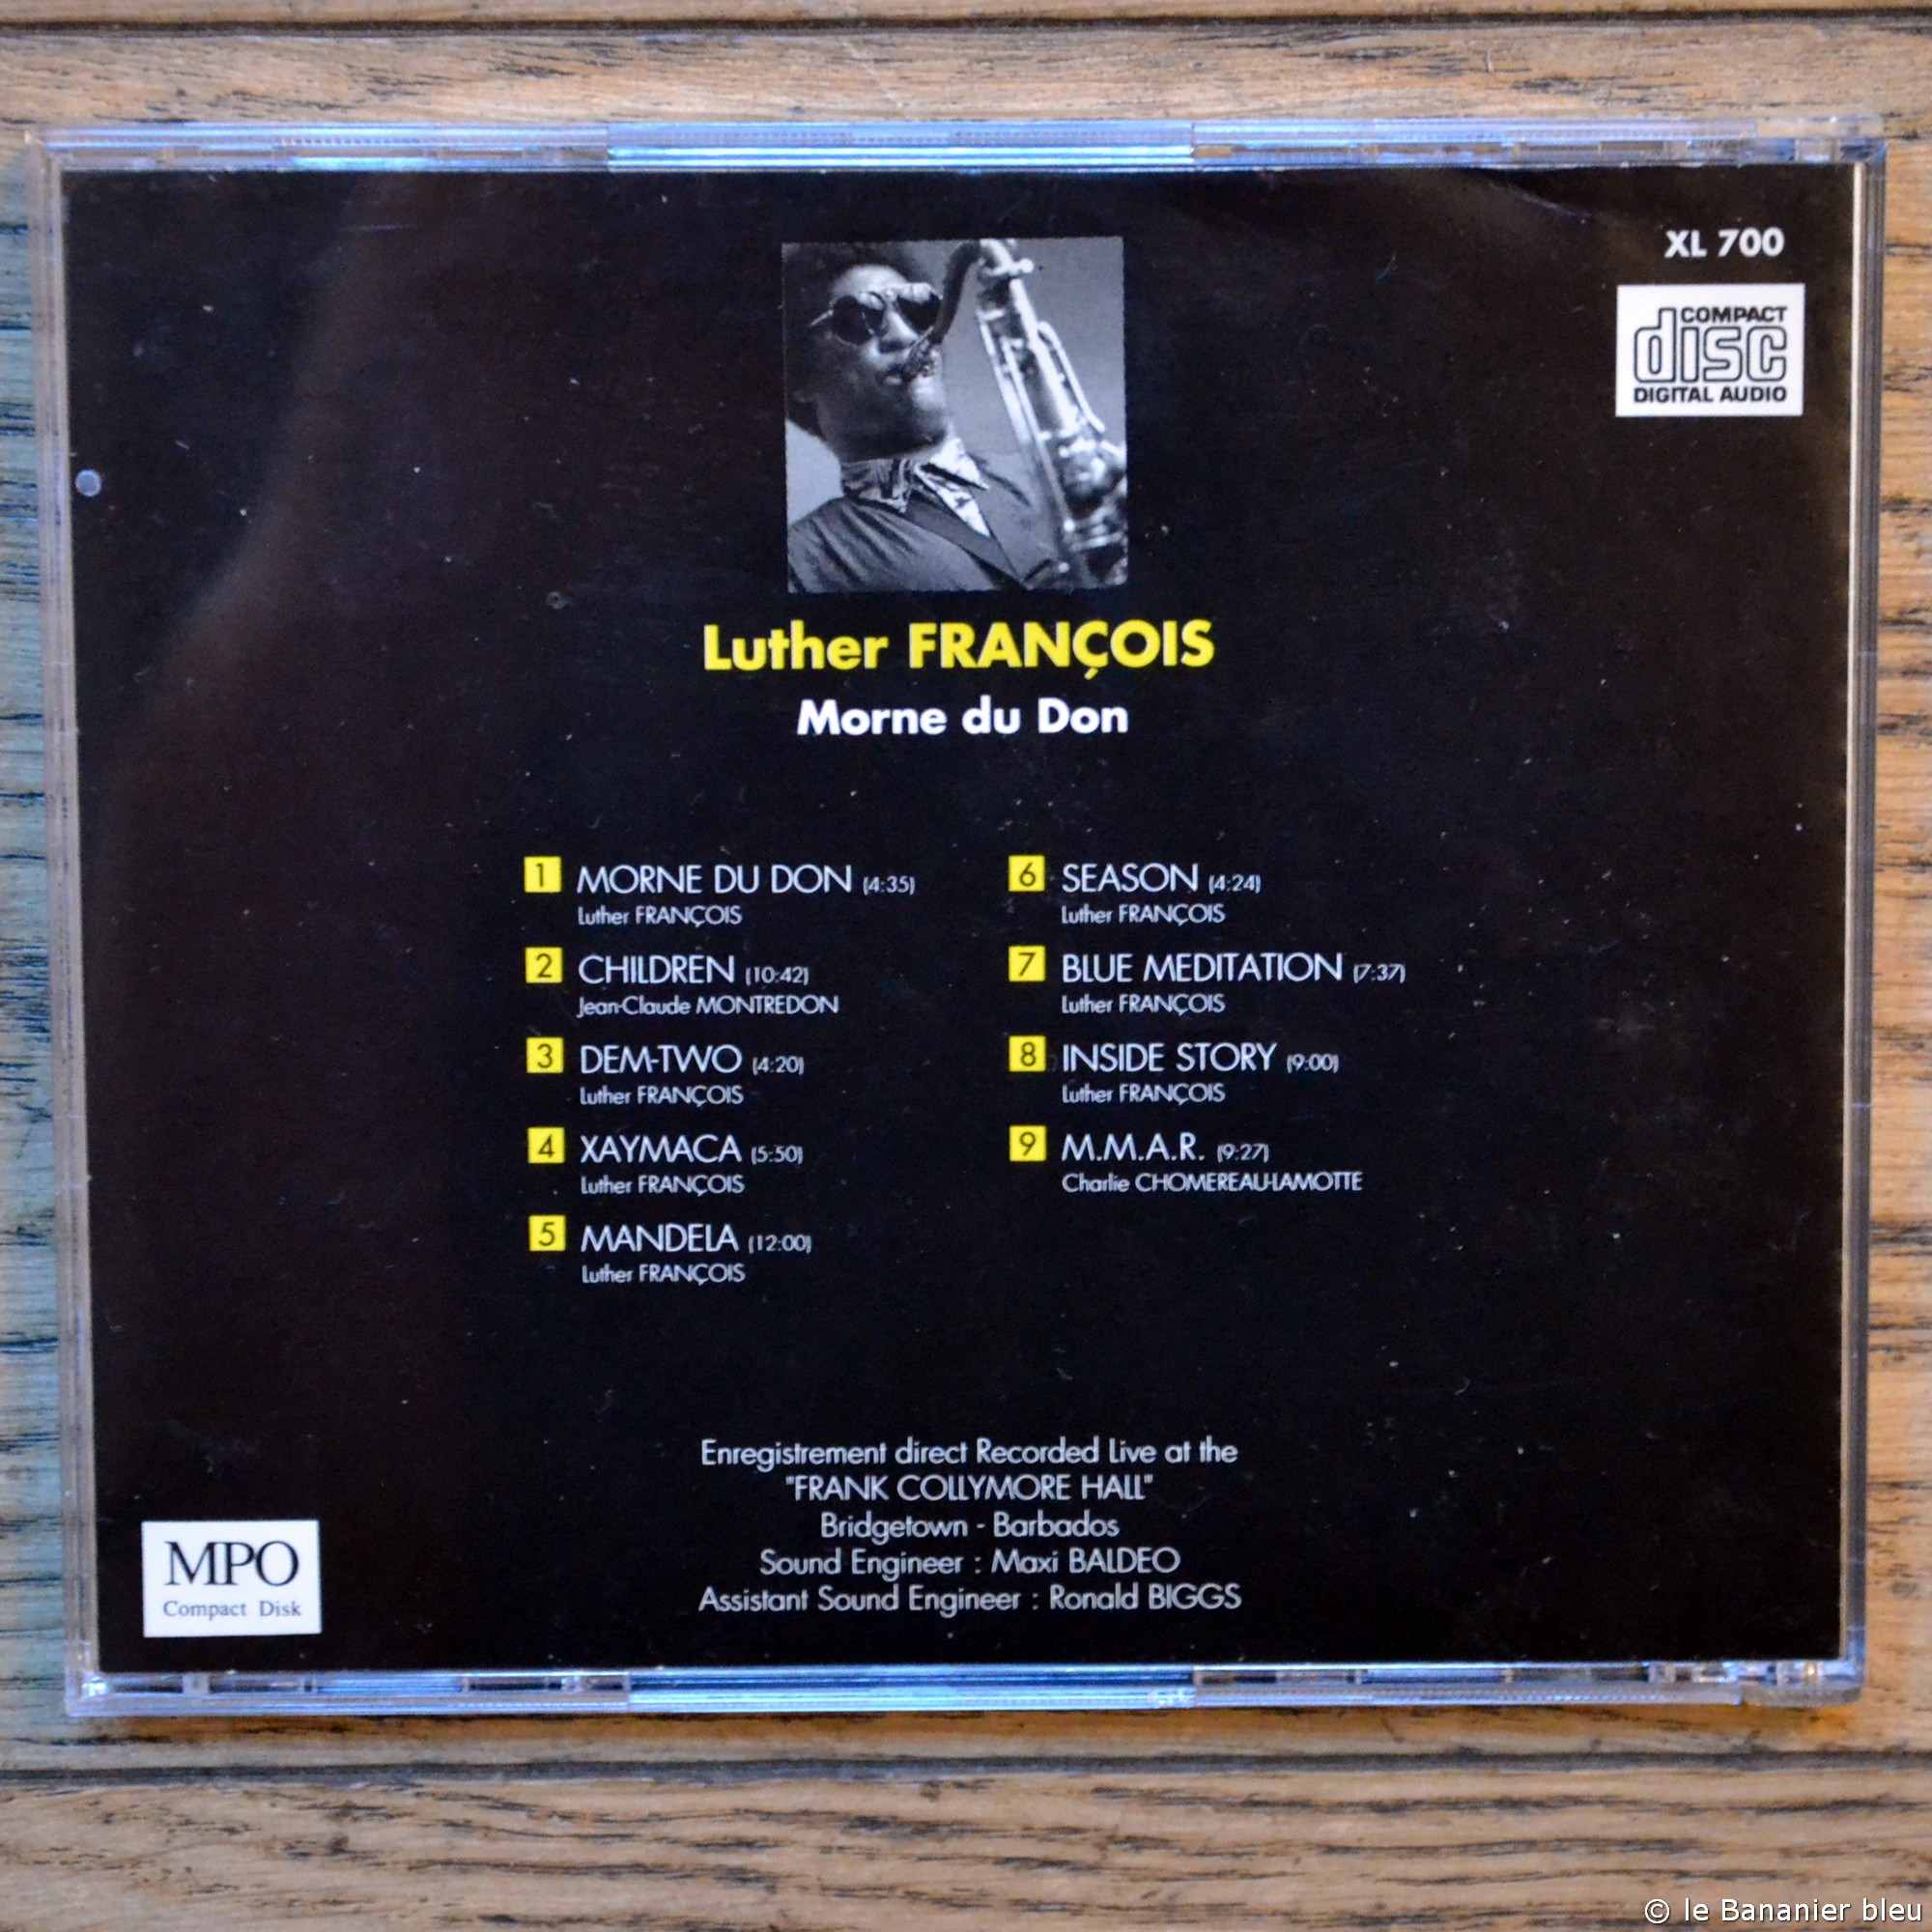 XL 700
COMPACT
disc
DIGITAL AUDIO
Luther FRANÇOIS
Morne du Don
1 MORNE DU DON (4:35)
Luther FRANÇOIS
2 CHILDREN (10:42)
Jean-Claude MONTREDON
3 DEM-TWO (4:20)
Luther FRANÇOIS
4 XAYMACA (5:50)
Luther FRANÇOIS
5 MANDELA (12:00)
Luther FRANÇOIS
6 SEASON (4:24)
Luther FRANÇOIS
7 BLUE MEDITATION (7:37)
Luther FRANÇOIS
8 INSIDE STORY (9:00)
Luther FRANÇOIS
9 M.M.A.R. (9:27)
Charlie CHOMEREAU-LAMOTTE
Enregistrement direct Recorded Live at the
"FRANK COLLYMORE HALL"
Bridgetown - Barbados
Sound Engineer : Maxi BALDEO
Assistant Sound Engineer : Ronald BIGGS
MPO
Compact Disk
© le Bananier bleu